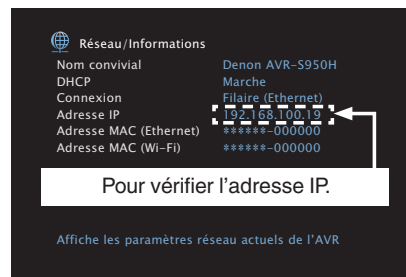 Réseau/Informations
Nom convivial Denon AVR-S950H
DHCP Marche
Connexion Filaire (Ethernet)
Adresse IP 192.168.100.19
Adresse MAC (Ethernet) ******-000000
Adresse MAC (Wi-Fi) ******-000000
Pour vérifier l'adresse IP.
Affiche les paramètres réseau actuels de l'AVR